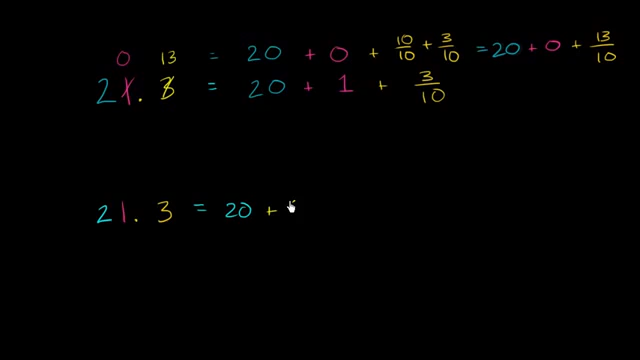 0 13 = 20 + 0 + 10/10 + 3/10 = 20 + 0 + 13/10
21.3 = 20 + 1 + 3/10
21.3 = 20 +